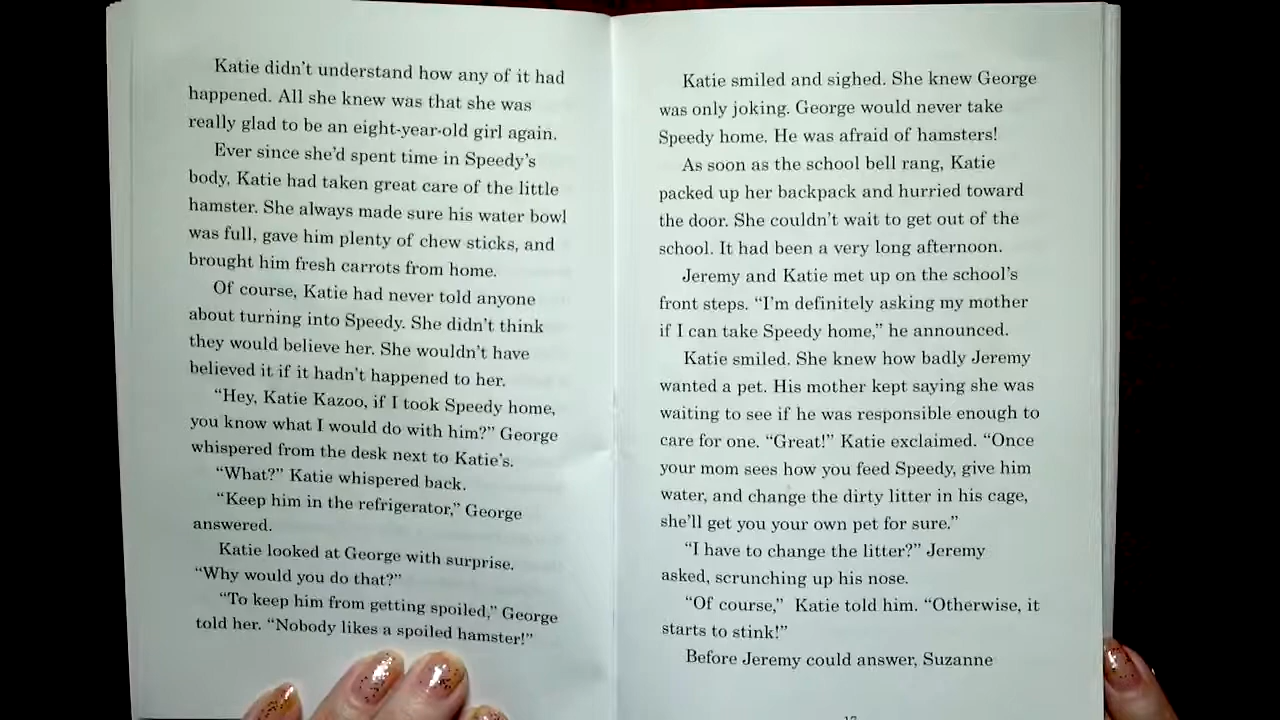 Katie didn't understand how any of it had
happened. All she knew was that she was
really glad to be an eight-year-old girl again.
Ever since she'd spent time in Speedy's
body, Katie had taken great care of the little
hamster. She always made sure his water bowl
was full, gave him plenty of chew sticks, and
brought him fresh carrots from home.
Of course, Katie had never told anyone
about turning into Speedy. She didn't think
they would believe her. She wouldn't have
believed it if it hadn't happened to her.
"Hey, Katie Kazoo, if I took Speedy home,
you know what I would do with him?" George
whispered from the desk next to Katie's.
"What?" Katie whispered back.
"Keep him in the refrigerator," George
answered.
Katie looked at George with surprise.
"Why would you do that?"
"To keep him from getting spoiled," George
told her. "Nobody likes a spoiled hamster!"
Katie smiled and sighed. She knew George
was only joking. George would never take
Speedy home. He was afraid of hamsters!
As soon as the school bell rang, Katie
packed up her backpack and hurried toward
the door. She couldn't wait to get out of the
school. It had been a very long afternoon.
Jeremy and Katie met up on the school's
front steps. "I'm definitely asking my mother
if I can take Speedy home," he announced.
Katie smiled. She knew how badly Jeremy
wanted a pet. His mother kept saying she was
waiting to see if he was responsible enough to
care for one. "Great!" Katie exclaimed. "Once
your mom sees how you feed Speedy, give him
water, and change the dirty litter in his cage,
she'll get you your own pet for sure."
"I have to change the litter?" Jeremy
asked, scrunching up his nose.
"Of course,"  Katie told him. "Otherwise, it
starts to stink!"
Before Jeremy could answer, Suzanne